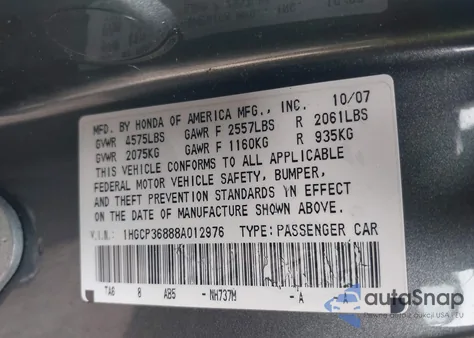 MFD. BY HONDA OF AMERICA MFG., INC. 10/07
GVWR 4575LBS GAWR F 2557LBS R 2061LBS
GVWR 2075KG GAWR F 1160KG R 935KG
THIS VEHICLE CONFORMS TO ALL APPLICABLE
FEDERAL MOTOR VEHICLE SAFETY, BUMPER,
AND THEFT PREVENTION STANDARDS IN EFFECT
ON THE DATE OF MANUFACTURE SHOWN ABOVE.
V.I.N.: 1HGCP36888A012976 TYPE: PASSENGER CAR
TA6 0 AB5 -NH737M -A A
autoSnap